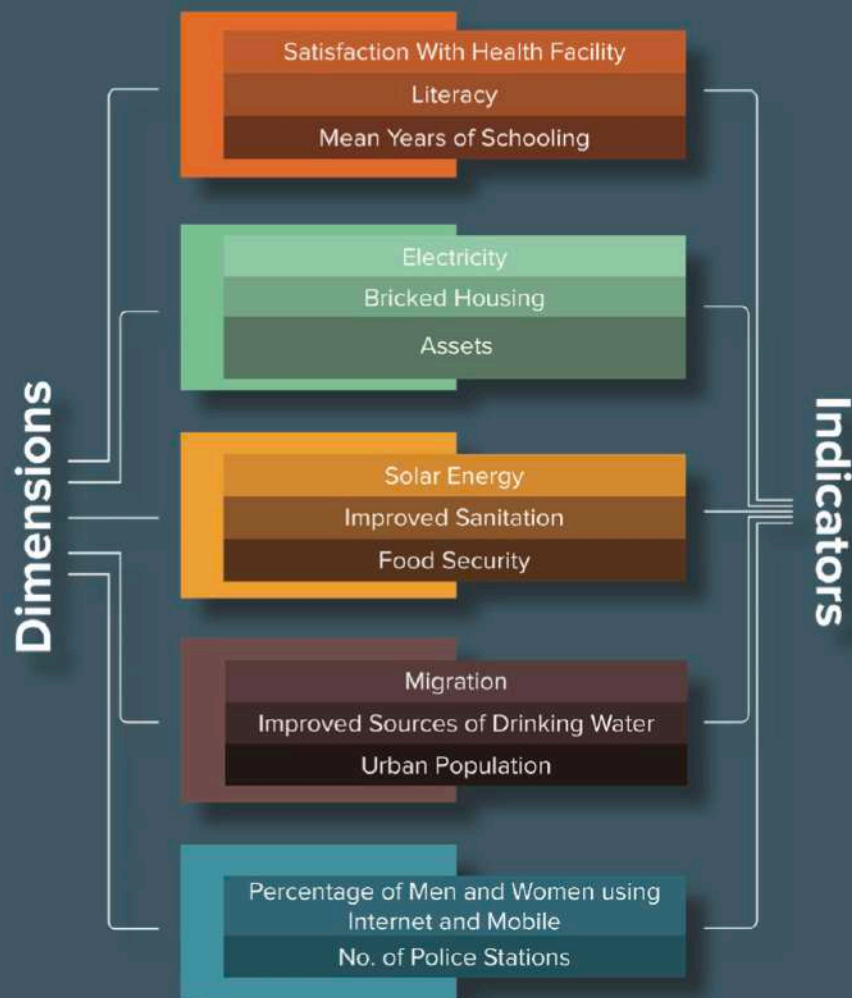 Satisfaction With Health Facility
Literacy
Mean Years of Schooling
Electricity
Bricked Housing
Assets
Dimensions
Indicators
Solar Energy
Improved Sanitation
Food Security
Migration
Improved Sources of Drinking Water
Urban Population
Percentage of Men and Women using
Internet and Mobile
No. of Police Stations